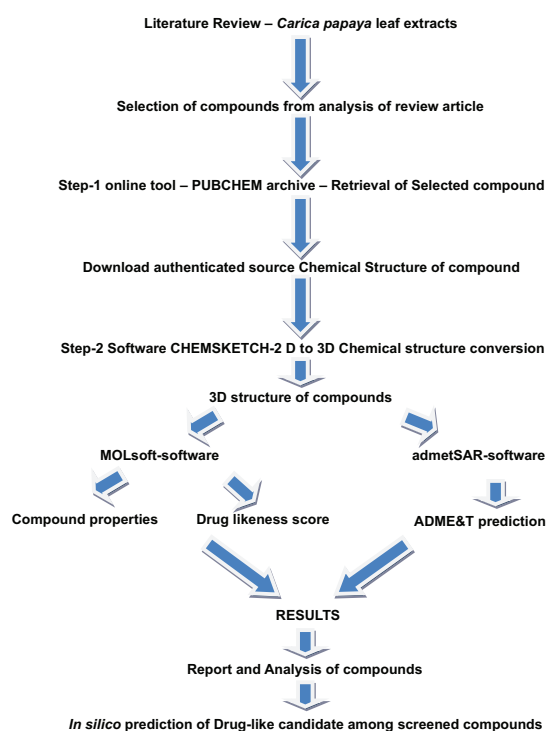 Literature Review – Carica papaya leaf extracts
Selection of compounds from analysis of review article
Step-1 online tool – PUBCHEM archive – Retrieval of Selected compound
Download authenticated source Chemical Structure of compound
Step-2 Software CHEMSKETCH-2 D to 3D Chemical structure conversion
3D structure of compounds
MOLsoft-software
admetSAR-software
Compound properties
Drug likeness score
ADME&T prediction
RESULTS
Report and Analysis of compounds
In silico prediction of Drug-like candidate among screened compounds